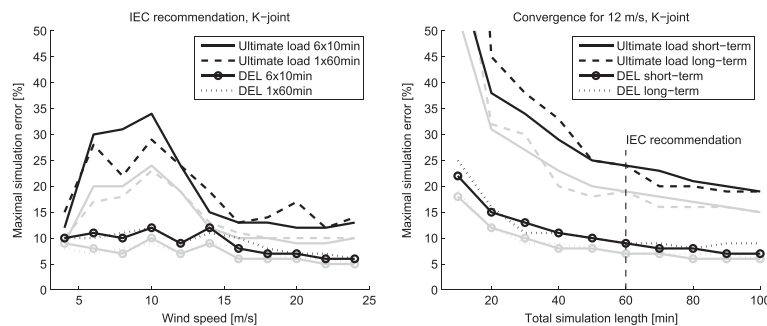 IEC recommendation, K−joint
Maximal simulation error [%]
50
45
40
35
30
25
20
15
10
5
0
5
10
15
20
25
Wind speed [m/s]
Ultimate load 6x10min
Ultimate load 1x60min
DEL 6x10min
DEL 1x60min
Convergence for 12 m/s, K−joint
Maximal simulation error [%]
50
45
40
35
30
25
20
15
10
5
0
20
40
60
80
100
Total simulation length [min]
Ultimate load short−term
Ultimate load long−term
DEL short−term
DEL long−term
IEC recommendation